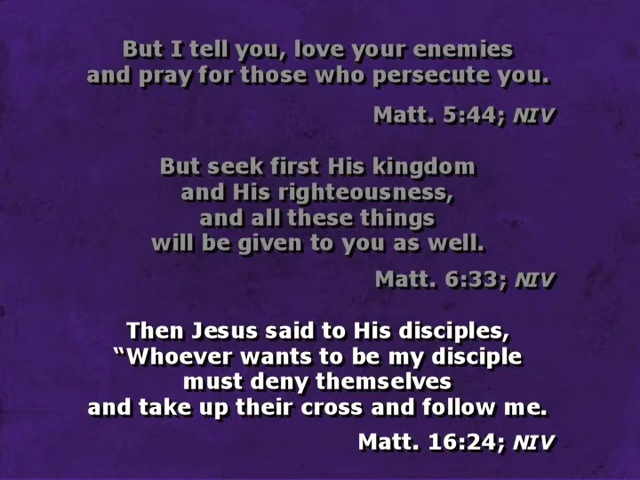 But I tell you, love your enemies
and pray for those who persecute you.
Matt. 5:44; NIV
But seek first His kingdom
and His righteousness,
and all these things
will be given to you as well.
Matt. 6:33; NIV
Then Jesus said to His disciples,
“Whoever wants to be my disciple
must deny themselves
and take up their cross and follow me.
Matt. 16:24; NIV